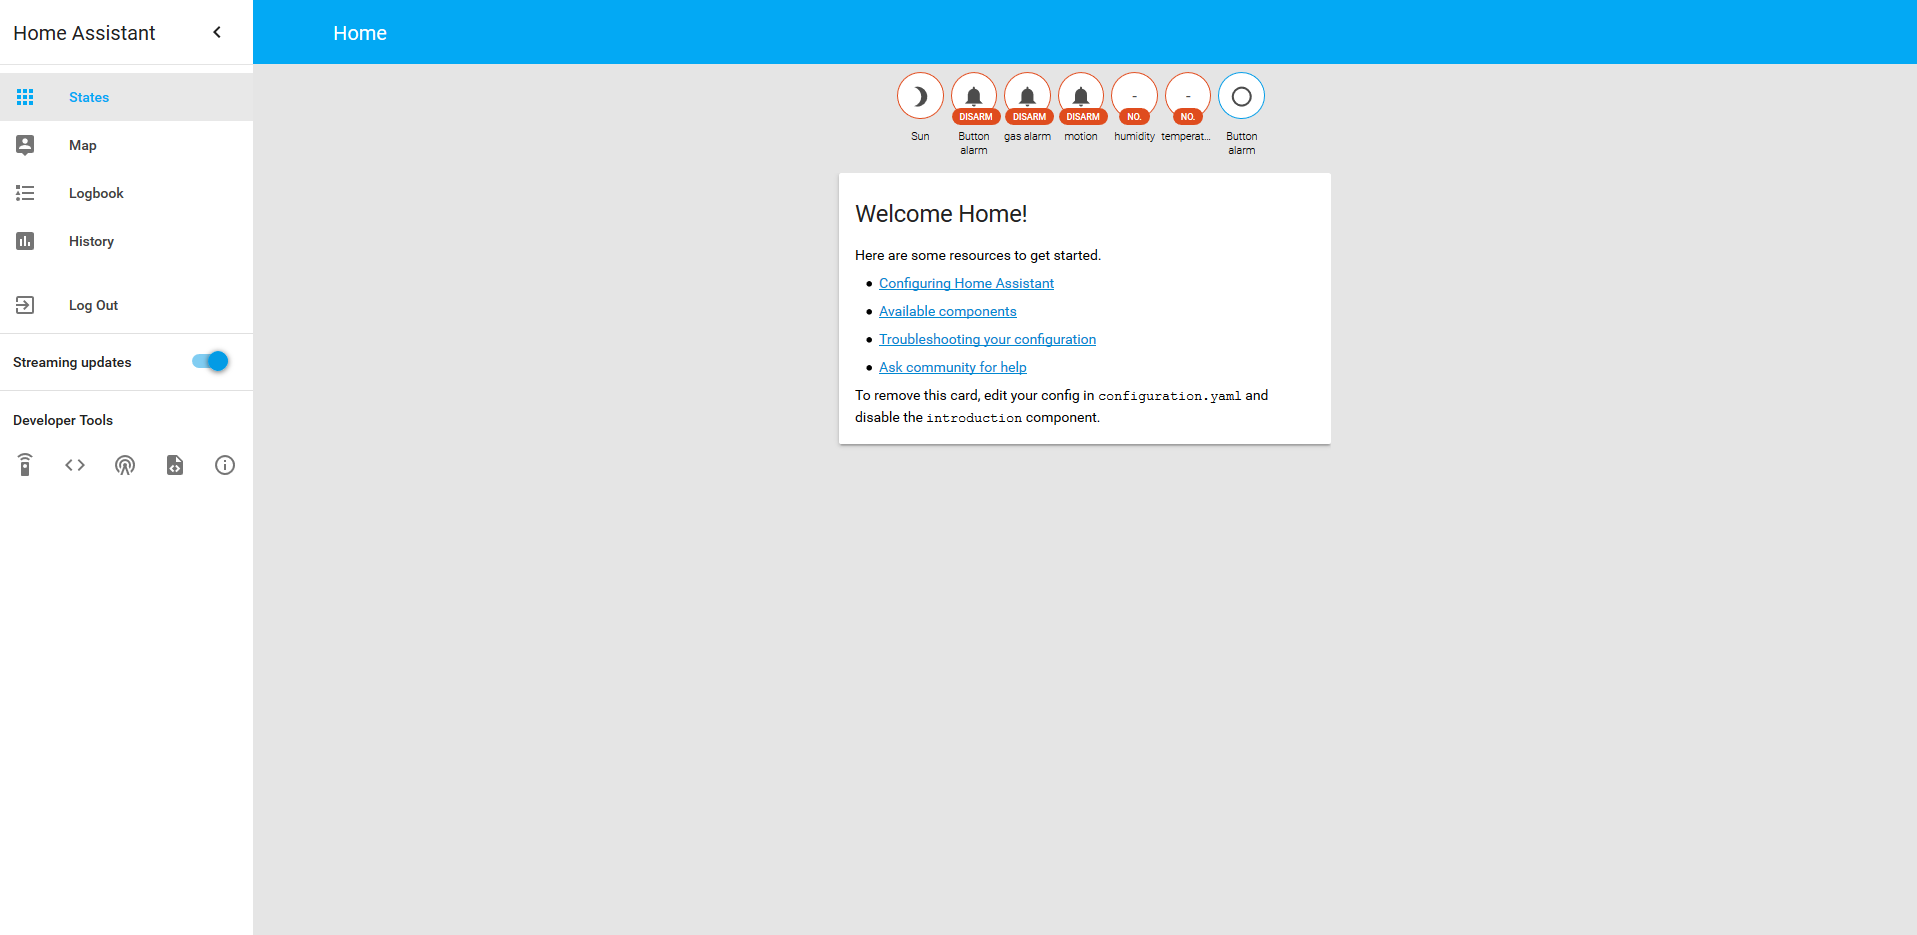 Home Assistant
Home
States
Map
Logbook
History
Log Out
Streaming updates
Developer Tools
DISARM DISARM DISARM - NO. - NO.
Sun Button alarm gas alarm motion humidity temperat... Button alarm
Welcome Home!
Here are some resources to get started.
Configuring Home Assistant
Available components
Troubleshooting your configuration
Ask community for help
To remove this card, edit your config in configuration.yaml and
disable the introduction component.